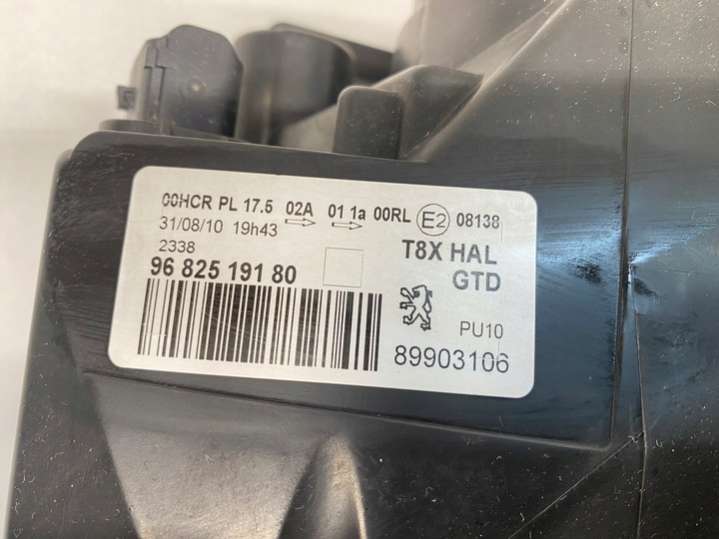 00HCR PL 17.5 02A 01 1a 00RL E2 08138
31/08/10 19h43
2338
96 825 191 80
T8X HAL
GTD
PU10
89903106